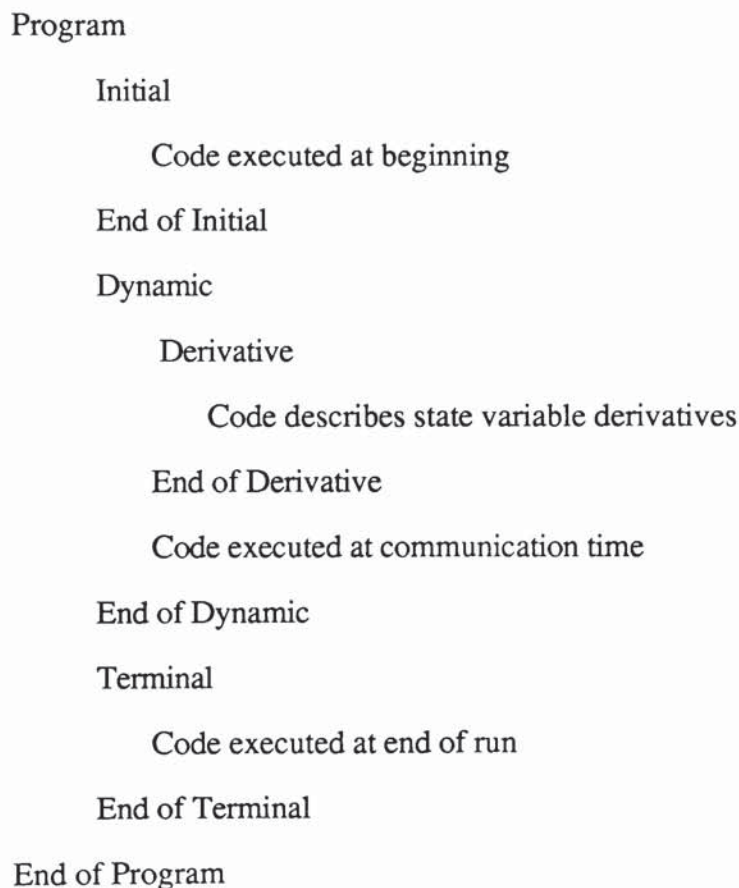 Program
Initial
Code executed at beginning
End of Initial
Dynamic
Derivative
Code describes state variable derivatives
End of Derivative
Code executed at communication time
End of Dynamic
Terminal
Code executed at end of run
End of Terminal
End of Program